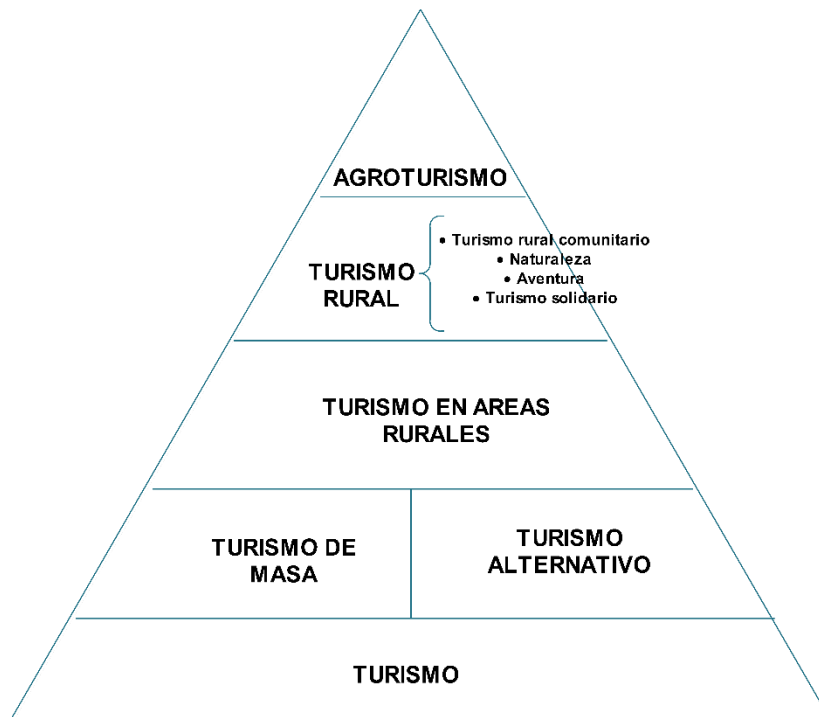 AGROTURISMO
TURISMO
RURAL
• Turismo rural comunitario
• Naturaleza
• Aventura
• Turismo solidario
TURISMO EN AREAS
RURALES
TURISMO DE
MASA
TURISMO
ALTERNATIVO
TURISMO